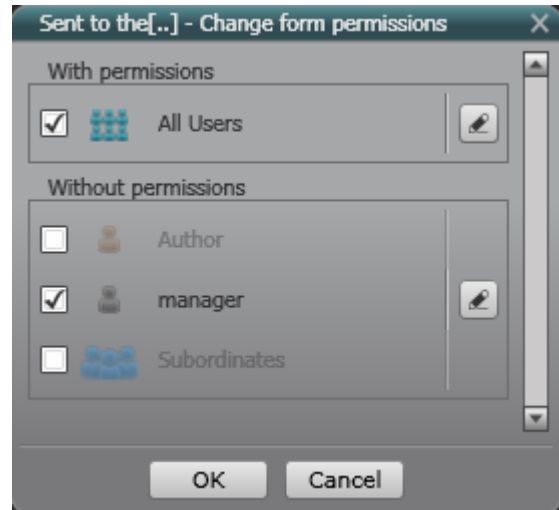 Sent to the[..] - Change form permissions
With permissions
All Users
Without permissions
Author
manager
Subordinates
OK Cancel